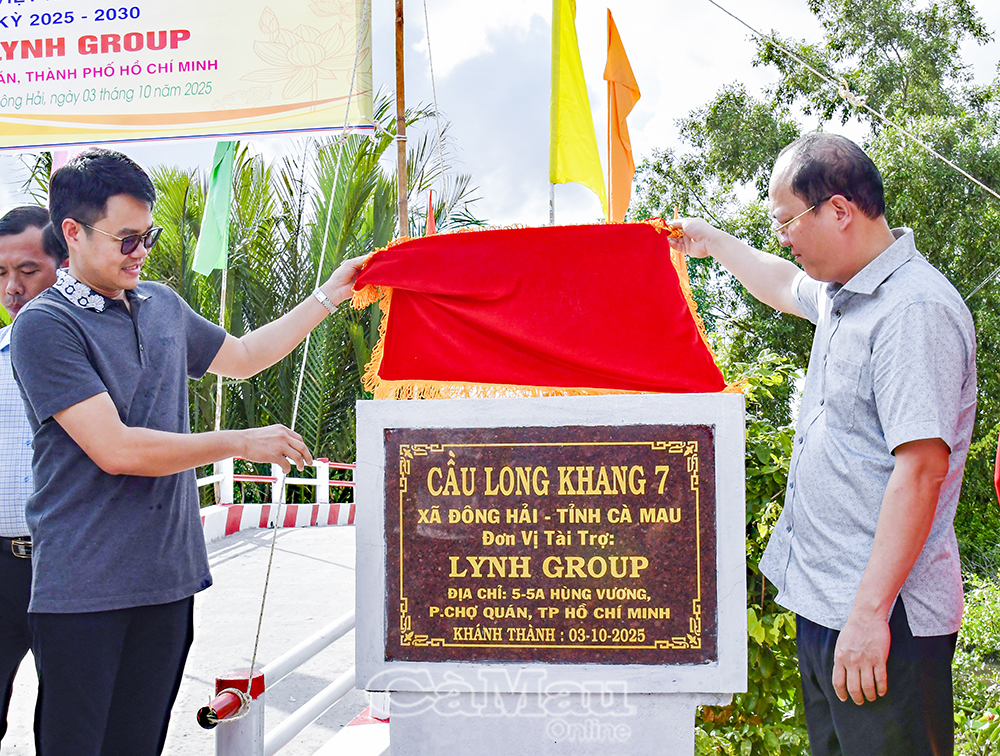 KỲ 2025 - 2030
LYNH GROUP
QUÁN, THÀNH PHỐ HỒ CHÍ MINH
Đông Hải, ngày 03 tháng 10 năm 2025
CẦU LONG KHANG 7
XÃ ĐÔNG HẢI - TỈNH CÀ MAU
Đơn Vị Tài Trợ:
LYNH GROUP
ĐỊA CHỈ: 5-5A HÙNG VƯƠNG,
P.CHỢ QUÁN, TP HỒ CHÍ MINH
KHÁNH THÀNH : 03-10-2025
CàMau
Online